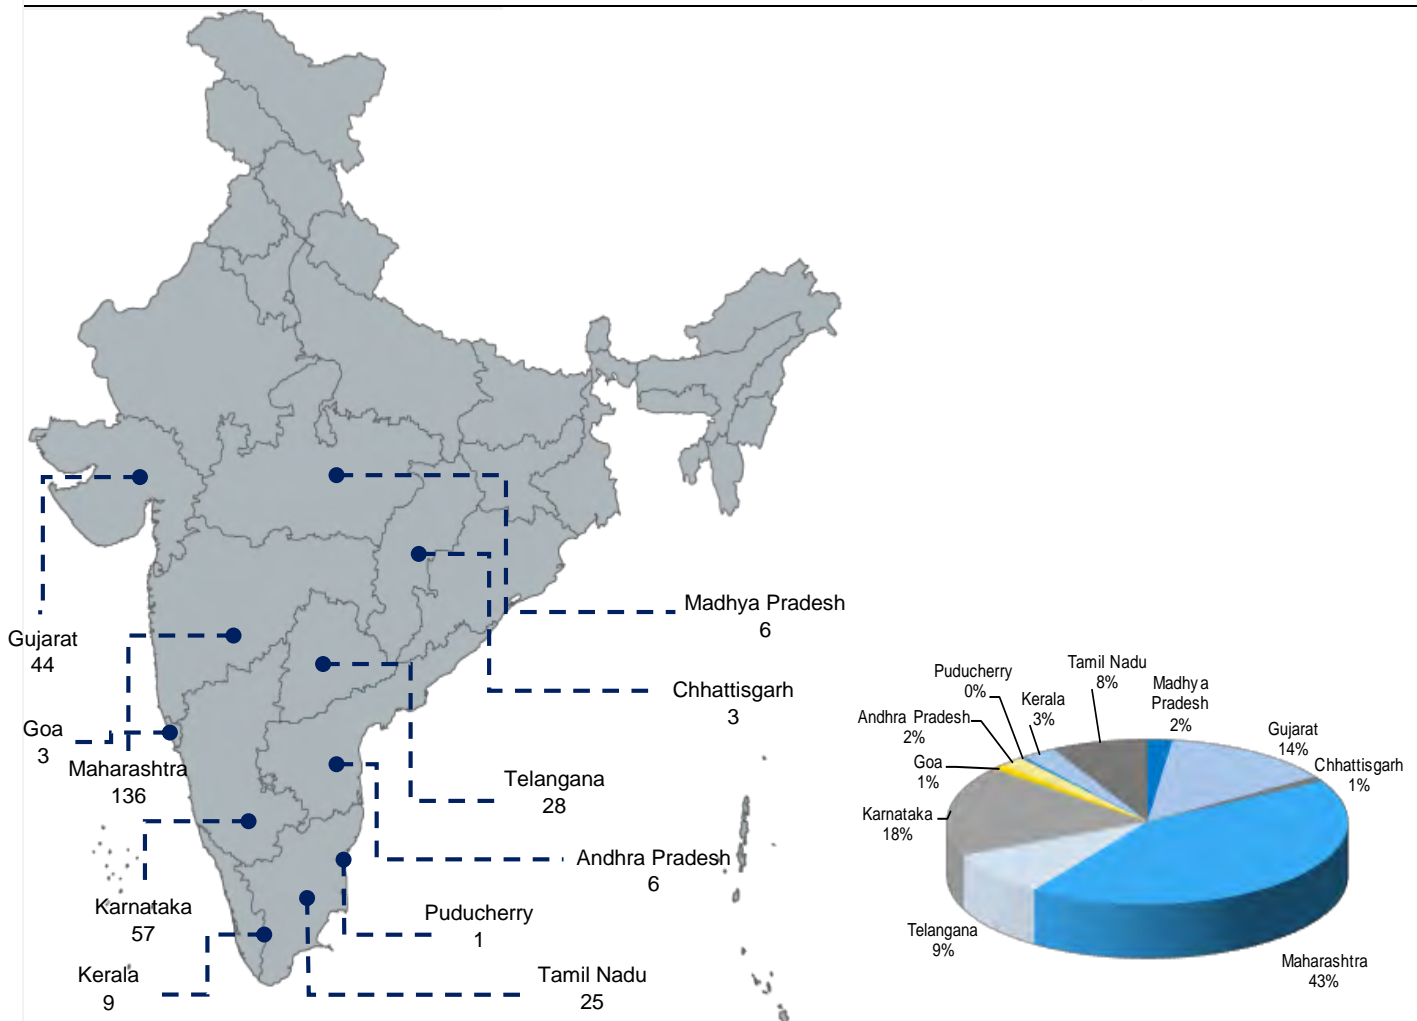 Gujarat
44
Goa
3
Maharashtra
136
Karnataka
57
Kerala
9
Madhya Pradesh
6
Chhattisgarh
3
Telangana
28
Andhra Pradesh
6
Puducherry
1
Tamil Nadu
25
Puducherry
0%
Andhra Pradesh
2%
Goa
1%
Karnataka
18%
Telangana
9%
Kerala
3%
Tamil Nadu
8%
Madhya
Pradesh
2%
Gujarat
14%
Chhattisgarh
1%
Maharashtra
43%